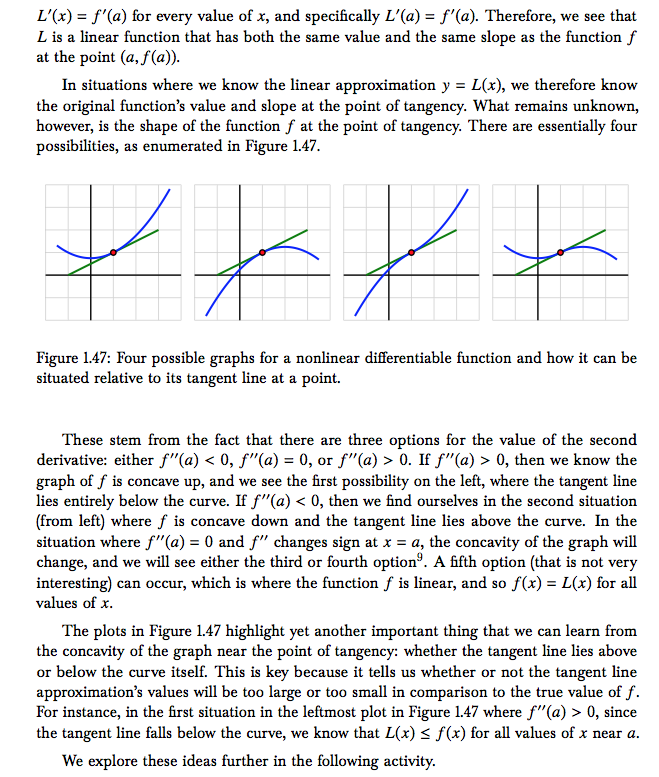 L′(x) = f′(a) for every value of x, and specifically L′(a) = f′(a). Therefore, we see that
L is a linear function that has both the same value and the same slope as the function f
at the point (a, f(a)).
In situations where we know the linear approximation y = L(x), we therefore know
the original function's value and slope at the point of tangency. What remains unknown,
however, is the shape of the function f at the point of tangency. There are essentially four
possibilities, as enumerated in Figure 1.47.
Figure 1.47: Four possible graphs for a nonlinear differentiable function and how it can be
situated relative to its tangent line at a point.
These stem from the fact that there are three options for the value of the second
derivative: either f′′(a) < 0, f′′(a) = 0, or f′′(a) > 0. If f′′(a) > 0, then we know the
graph of f is concave up, and we see the first possibility on the left, where the tangent line
lies entirely below the curve. If f′′(a) < 0, then we find ourselves in the second situation
(from left) where f is concave down and the tangent line lies above the curve. In the
situation where f′′(a) = 0 and f′′ changes sign at x = a, the concavity of the graph will
change, and we will see either the third or fourth option⁹. A fifth option (that is not very
interesting) can occur, which is where the function f is linear, and so f(x) = L(x) for all
values of x.
The plots in Figure 1.47 highlight yet another important thing that we can learn from
the concavity of the graph near the point of tangency: whether the tangent line lies above
or below the curve itself. This is key because it tells us whether or not the tangent line
approximation's values will be too large or too small in comparison to the true value of f.
For instance, in the first situation in the leftmost plot in Figure 1.47 where f′′(a) > 0, since
the tangent line falls below the curve, we know that L(x) ≤ f(x) for all values of x near a.
We explore these ideas further in the following activity.